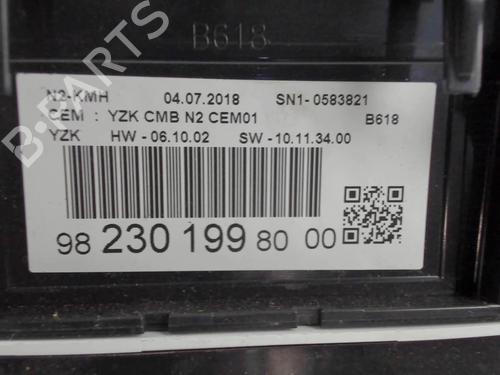 B618
N2-KMH 04.07.2018 SN1- 0583821
CEM : YZK CMB N2 CEM01 B618
YZK HW - 06.10.02 SW - 10.11.34.00
98 230 199 80 00
B-PARTS